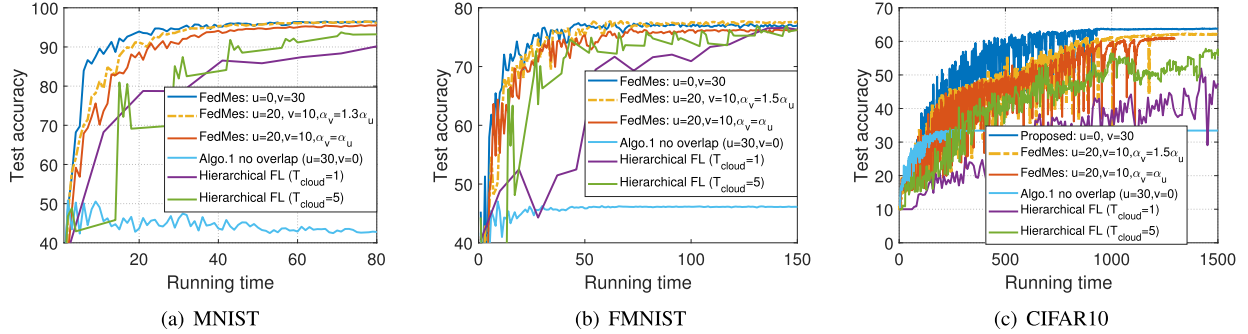 100
90
80
70
60
50
40
Test accuracy
20
40
60
80
Running time
FedMes: u=0,v=30
FedMes: u=20, v=10,α_v=1.3α_u
FedMes: u=20,v=10,α_v=α_u
Algo.1 no overlap (u=30,v=0)
Hierarchical FL (T_cloud=1)
Hierarchical FL (T_cloud=5)
(a) MNIST
80
70
60
50
40
Test accuracy
0
50
100
150
Running time
FedMes: u=0,v=30
FedMes: u=20, v=10,α_v=1.5α_u
FedMes: u=20,v=10,α_v=α_u
Algo.1 no overlap (u=30,v=0)
Hierarchical FL (T_cloud=1)
Hierarchical FL (T_cloud=5)
(b) FMNIST
70
60
50
40
30
20
10
0
Test accuracy
0
500
1000
1500
Running time
Proposed: u=0, v=30
FedMes: u=20,v=10,α_v=1.5α_u
FedMes: u=20,v=10,α_v=α_u
Algo.1 no overlap (u=30,v=0)
Hierarchical FL (T_cloud=1)
Hierarchical FL (T_cloud=5)
(c) CIFAR10